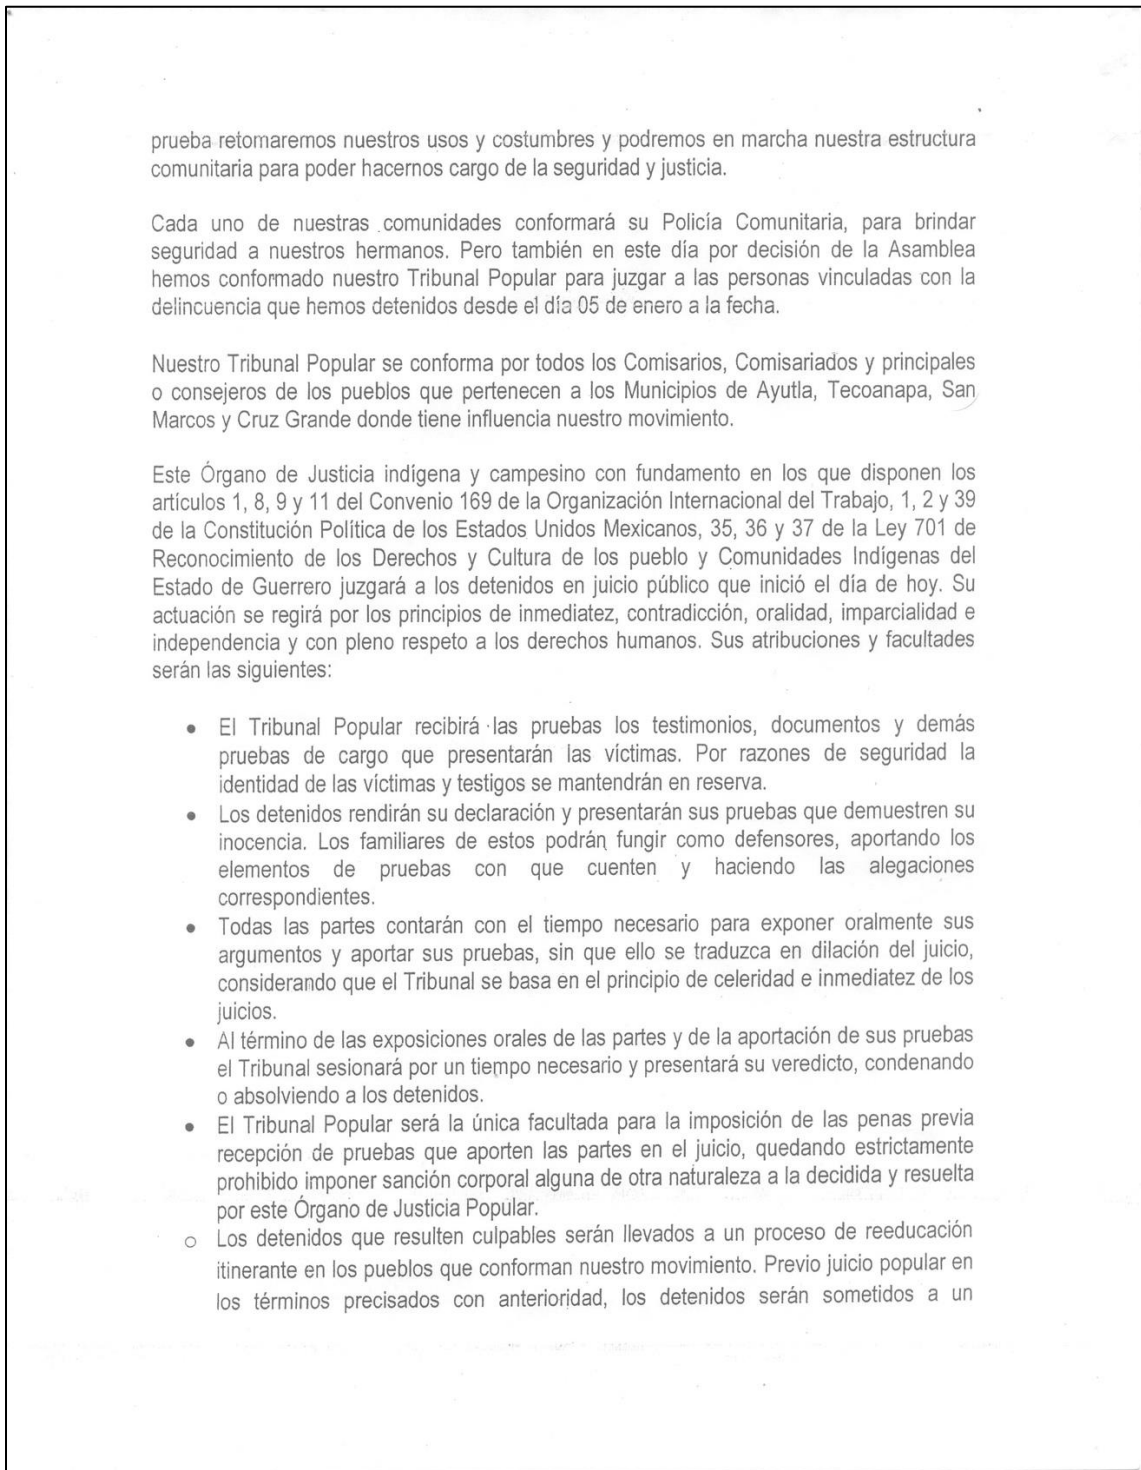 prueba retomaremos nuestros usos y costumbres y podremos en marcha nuestra estructura
comunitaria para poder hacernos cargo de la seguridad y justicia.
Cada uno de nuestras comunidades conformará su Policía Comunitaria, para brindar
seguridad a nuestros hermanos. Pero también en este día por decisión de la Asamblea
hemos conformado nuestro Tribunal Popular para juzgar a las personas vinculadas con la
delincuencia que hemos detenidos desde el día 05 de enero a la fecha.
Nuestro Tribunal Popular se conforma por todos los Comisarios, Comisariados y principales
o consejeros de los pueblos que pertenecen a los Municipios de Ayutla, Tecoanapa, San
Marcos y Cruz Grande donde tiene influencia nuestro movimiento.
Este Órgano de Justicia indígena y campesino con fundamento en los que disponen los
artículos 1, 8, 9 y 11 del Convenio 169 de la Organización Internacional del Trabajo, 1, 2 y 39
de la Constitución Política de los Estados Unidos Mexicanos, 35, 36 y 37 de la Ley 701 de
Reconocimiento de los Derechos y Cultura de los pueblo y Comunidades Indígenas del
Estado de Guerrero juzgará a los detenidos en juicio público que inició el día de hoy. Su
actuación se regirá por los principios de inmediatez, contradicción, oralidad, imparcialidad e
independencia y con pleno respeto a los derechos humanos. Sus atribuciones y facultades
serán las siguientes:
• El Tribunal Popular recibirá las pruebas los testimonios, documentos y demás
pruebas de cargo que presentarán las víctimas. Por razones de seguridad la
identidad de las víctimas y testigos se mantendrán en reserva.
• Los detenidos rendirán su declaración y presentarán sus pruebas que demuestren su
inocencia. Los familiares de estos podrán fungir como defensores, aportando los
elementos de pruebas con que cuenten y haciendo las alegaciones
correspondientes.
• Todas las partes contarán con el tiempo necesario para exponer oralmente sus
argumentos y aportar sus pruebas, sin que ello se traduzca en dilación del juicio,
considerando que el Tribunal se basa en el principio de celeridad e inmediatez de los
juicios.
• Al término de las exposiciones orales de las partes y de la aportación de sus pruebas
el Tribunal sesionará por un tiempo necesario y presentará su veredicto, condenando
o absolviendo a los detenidos.
• El Tribunal Popular será la única facultada para la imposición de las penas previa
recepción de pruebas que aporten las partes en el juicio, quedando estrictamente
prohibido imponer sanción corporal alguna de otra naturaleza a la decidida y resuelta
por este Órgano de Justicia Popular.
○ Los detenidos que resulten culpables serán llevados a un proceso de reeducación
itinerante en los pueblos que conforman nuestro movimiento. Previo juicio popular en
los términos precisados con anterioridad, los detenidos serán sometidos a un